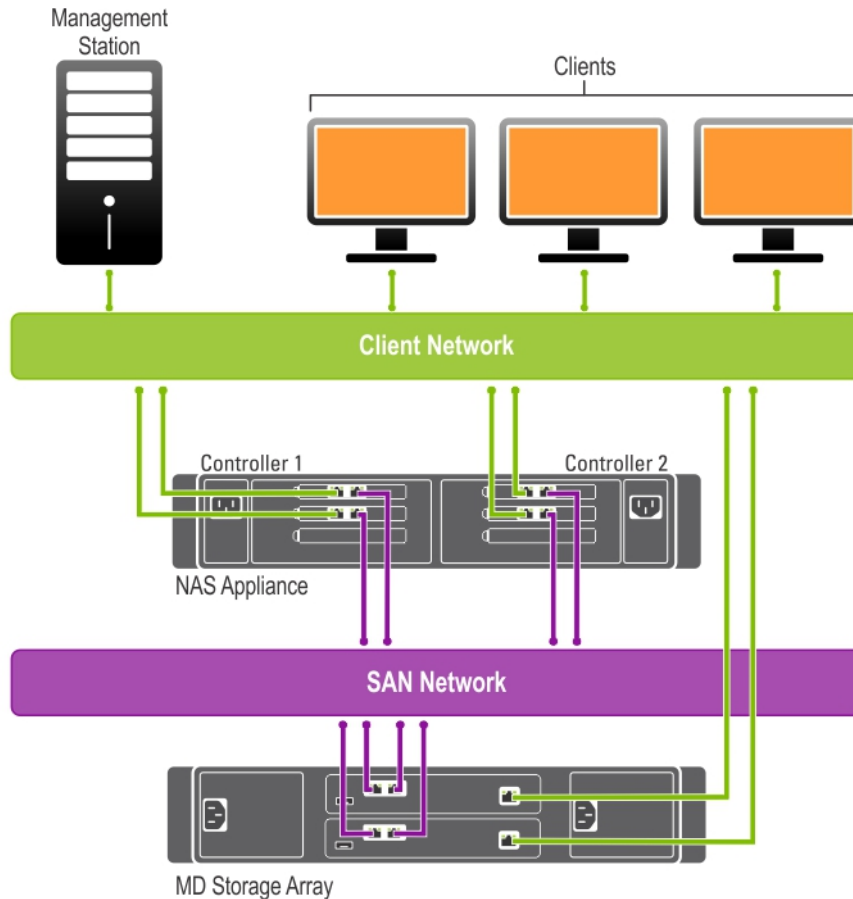 Management
Station
Clients
Client Network
Controller 1
Controller 2
NAS Appliance
SAN Network
MD Storage Array